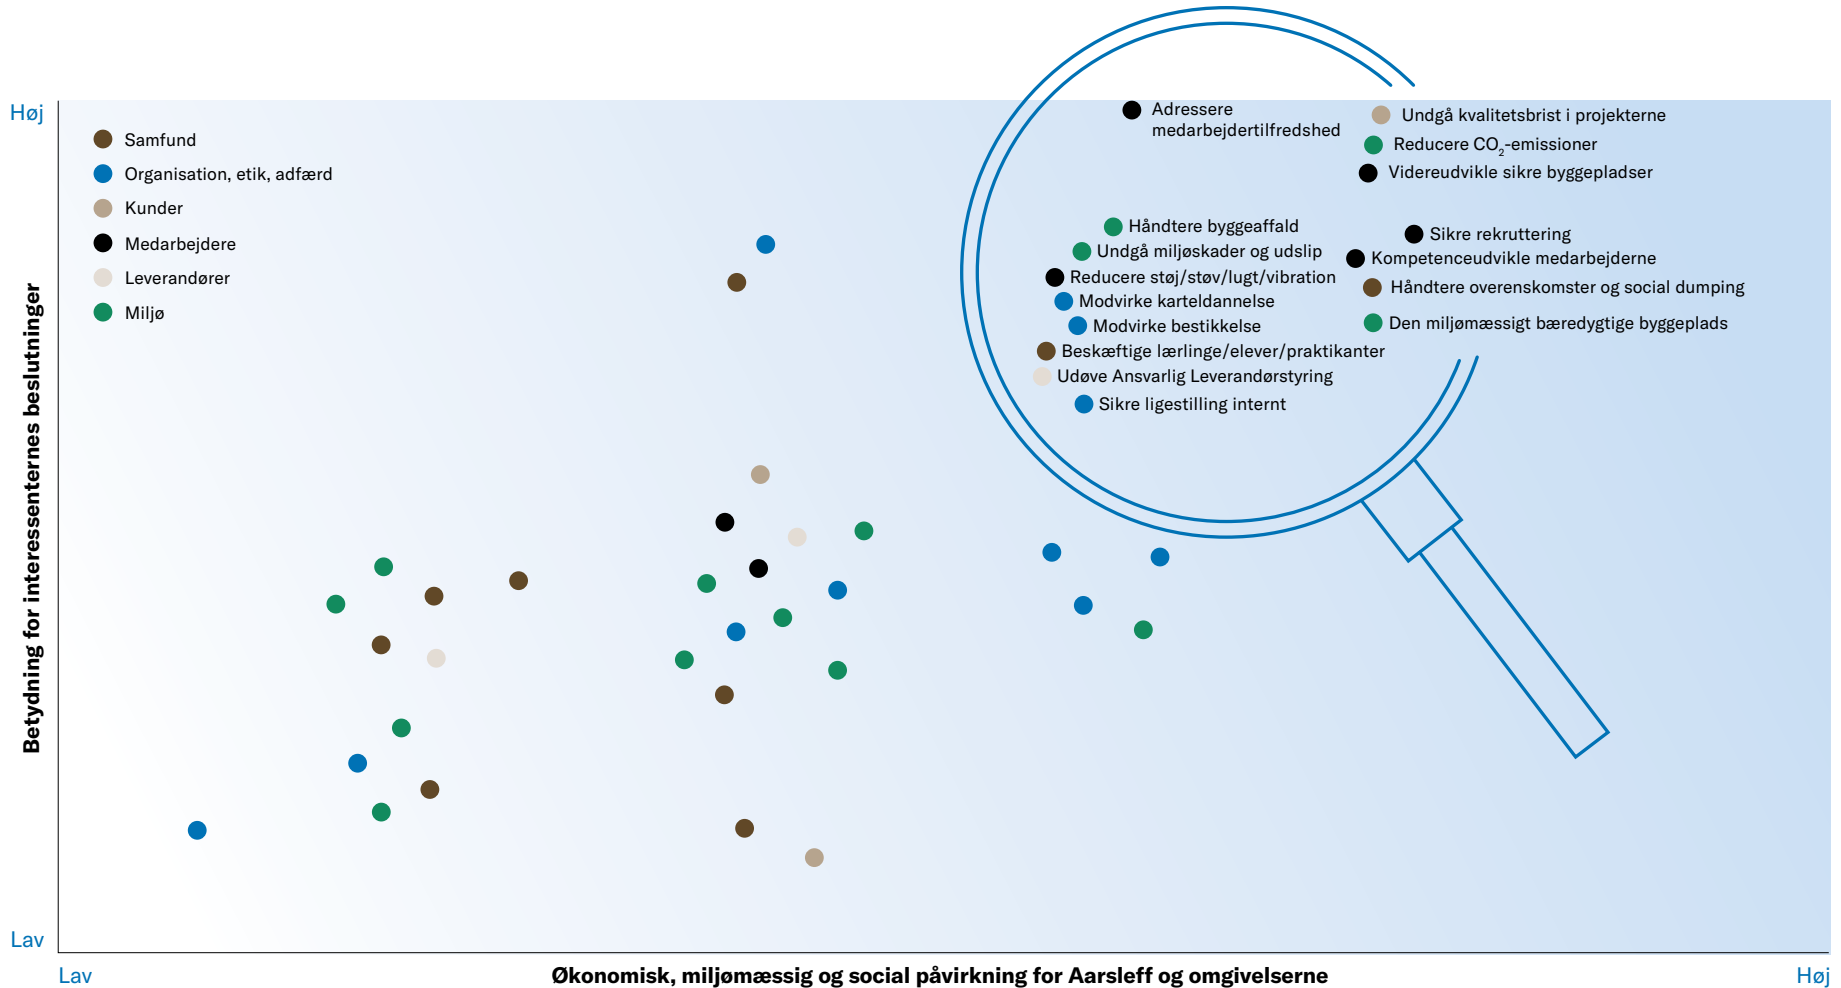 Høj
Samfund
Organisation, etik, adfærd
Kunder
Medarbejdere
Leverandører
Miljø
Adressere
medarbejdertilfredshed
Undgå kvalitetsbrist i projekterne
Reducere CO₂-emissioner
Videreudvikle sikre byggepladser
Håndtere byggeaffald
Undgå miljøskader og udslip
Reducere støj/støv/lugt/vibration
Modvirke karteldannelse
Modvirke bestikkelse
Beskæftige lærlinge/elever/praktikanter
Udøve Ansvarlig Leverandørstyring
Sikre ligestilling internt
Sikre rekruttering
Kompetenceudvikle medarbejderne
Håndtere overenskomster og social dumping
Den miljømæssigt bæredygtige byggeplads
Betydning for interessenternes beslutninger
Lav
Lav
Økonomisk, miljømæssig og social påvirkning for Aarsleff og omgivelserne
Høj